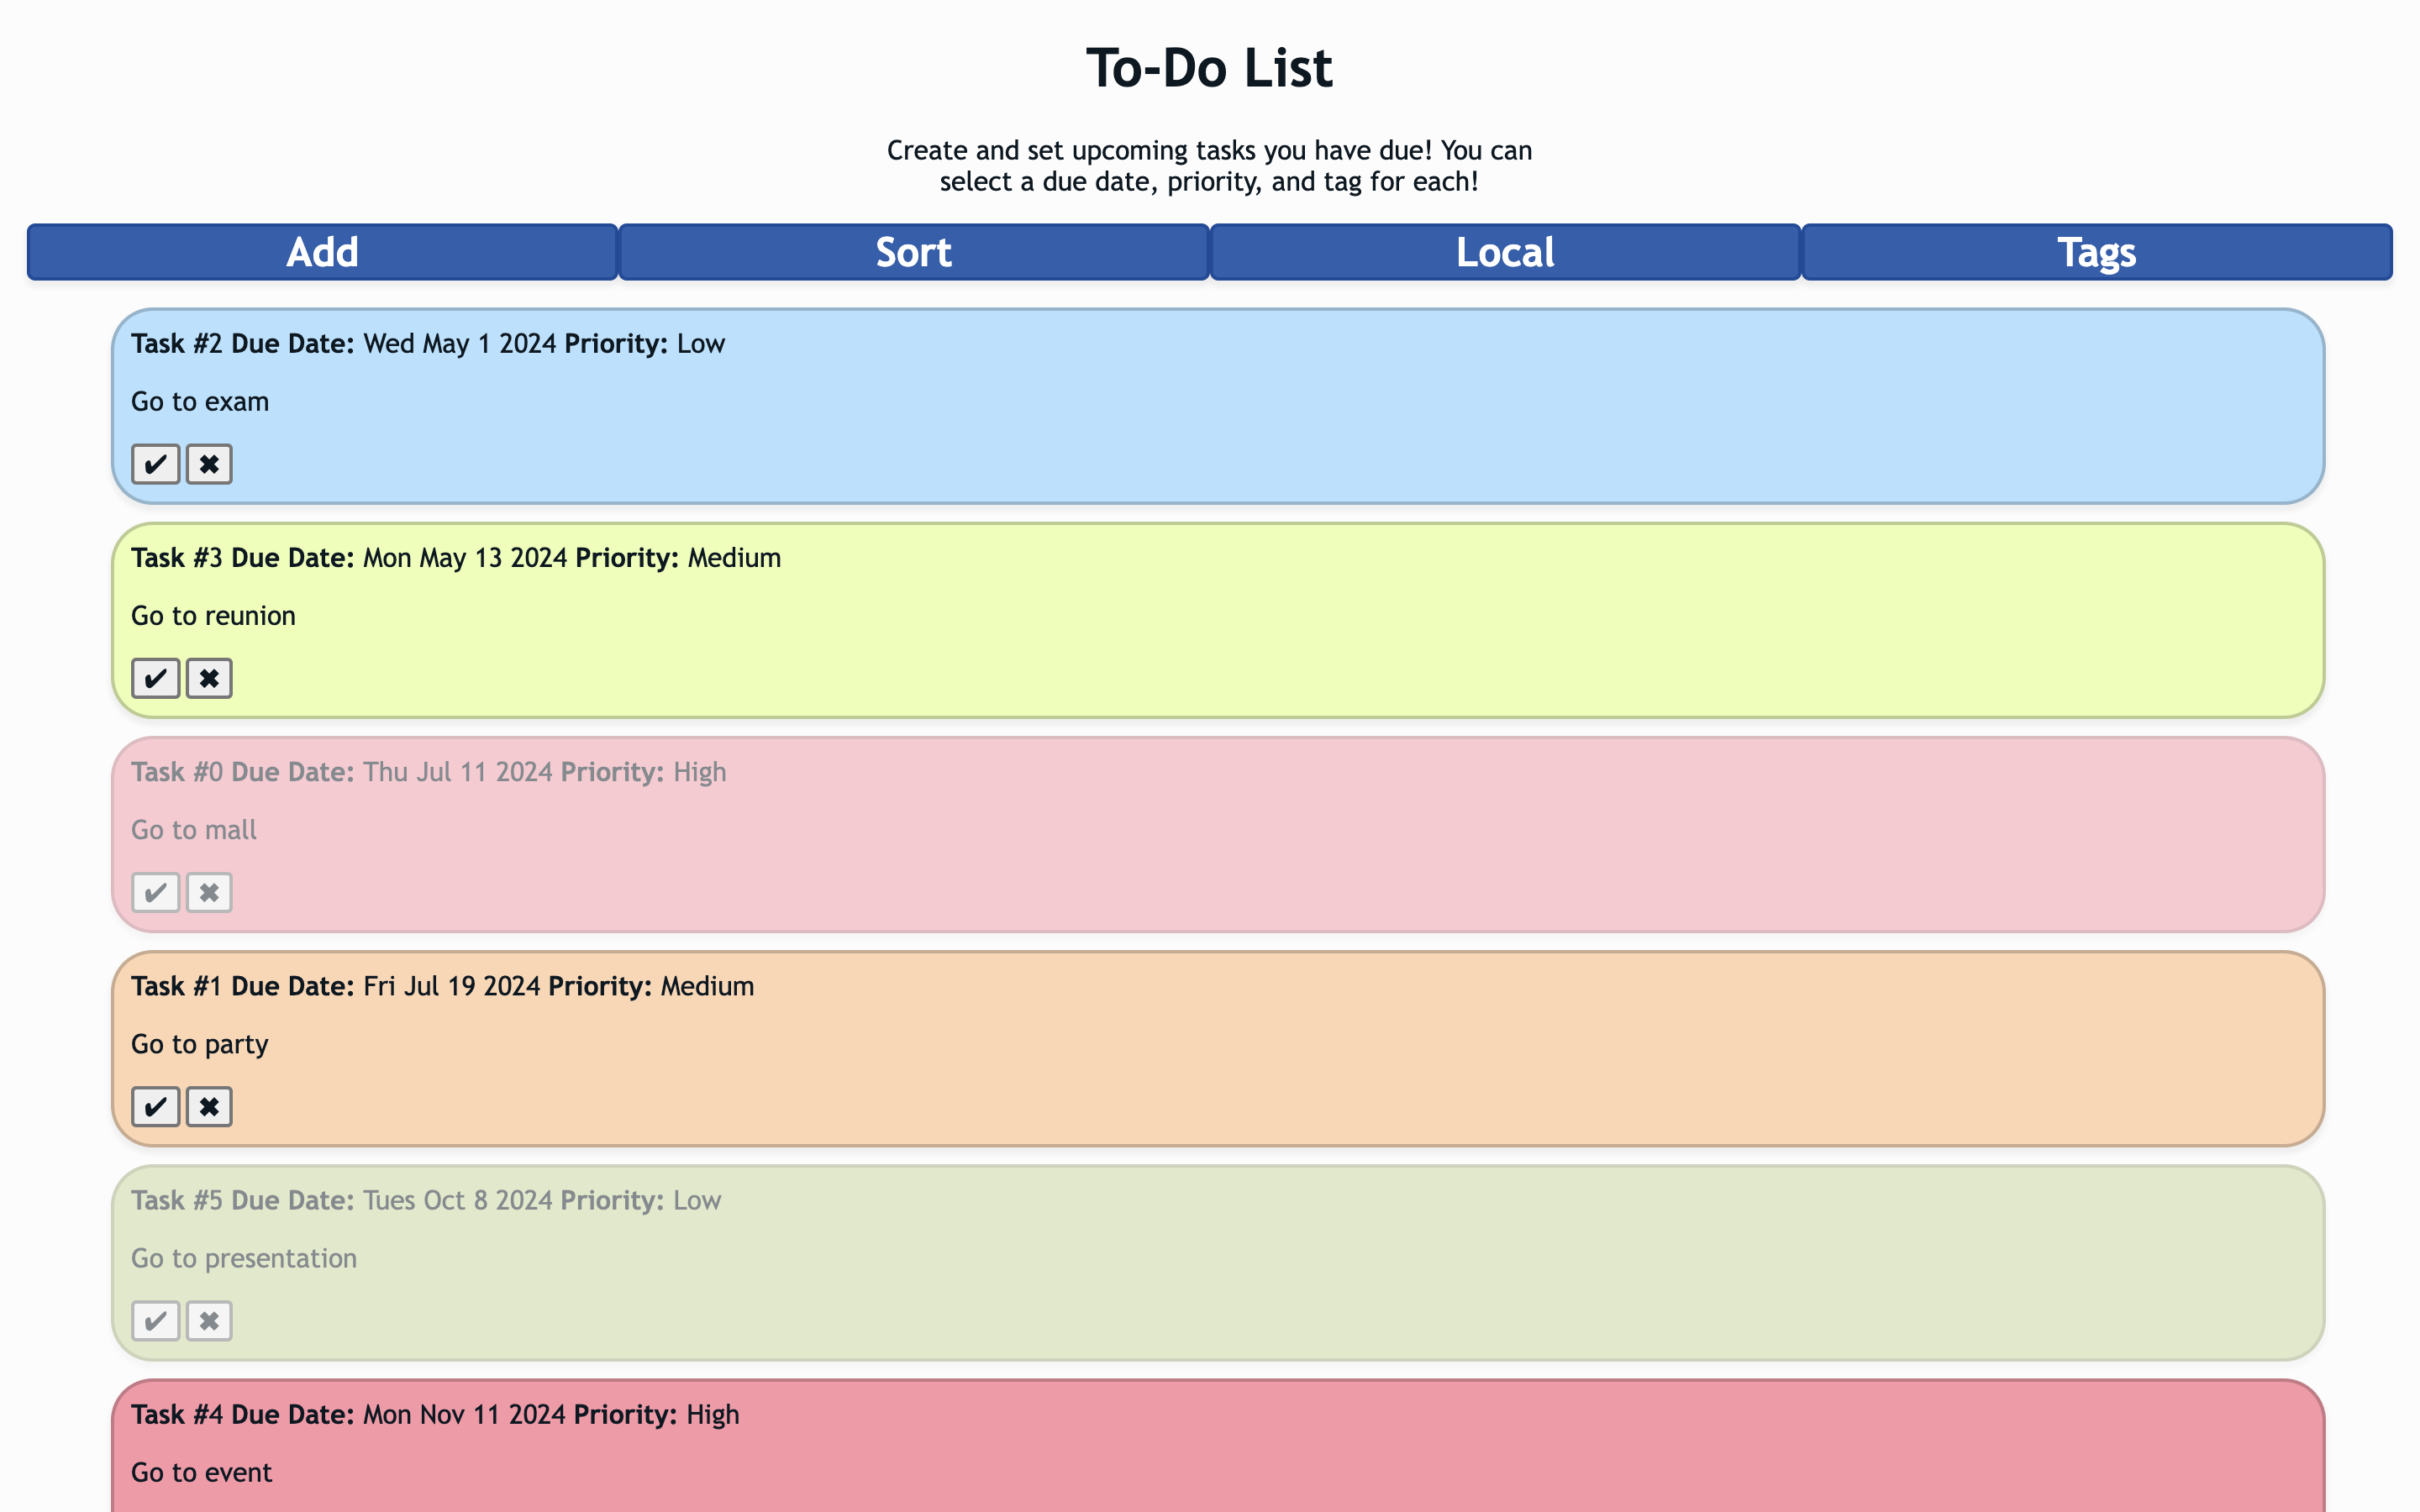 To-Do List
Create and set upcoming tasks you have due! You can
select a due date, priority, and tag for each!
Add Sort Local Tags
Task #2 Due Date: Wed May 1 2024 Priority: Low
Go to exam
✔ ✖
Task #3 Due Date: Mon May 13 2024 Priority: Medium
Go to reunion
✔ ✖
Task #0 Due Date: Thu Jul 11 2024 Priority: High
Go to mall
✔ ✖
Task #1 Due Date: Fri Jul 19 2024 Priority: Medium
Go to party
✔ ✖
Task #5 Due Date: Tues Oct 8 2024 Priority: Low
Go to presentation
✔ ✖
Task #4 Due Date: Mon Nov 11 2024 Priority: High
Go to event